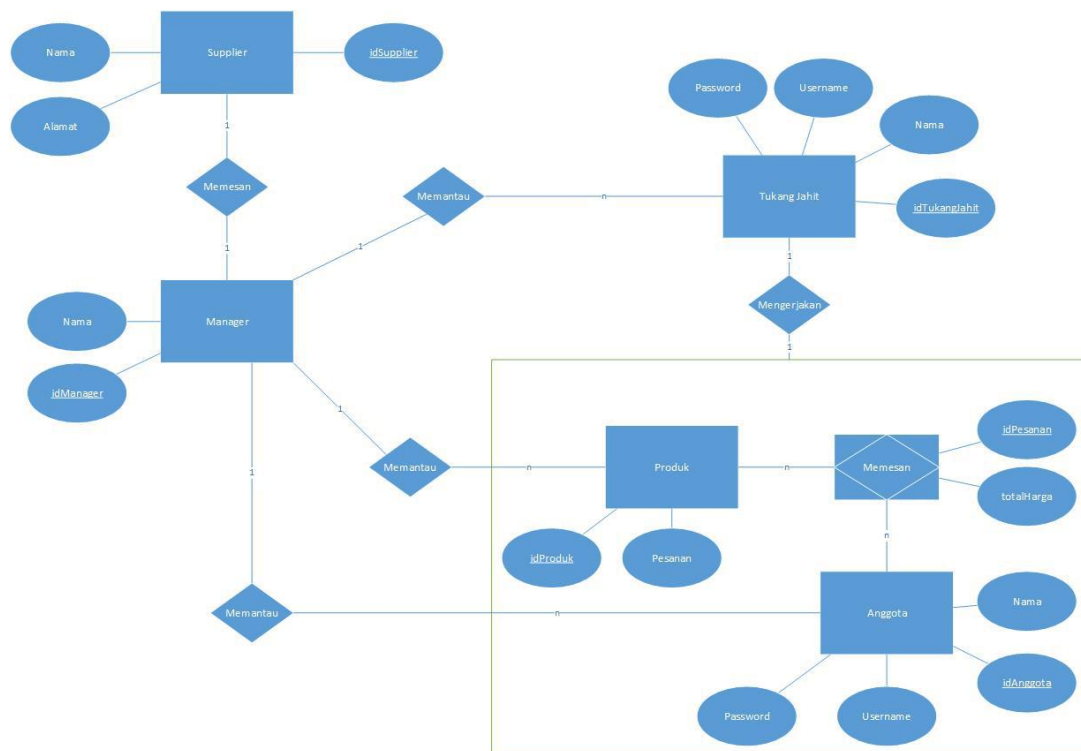 Nama
Supplier
idSupplier
Alamat
1
Memesan
1
Password
Username
Nama
Tukang Jahit
idTukangJahit
Memantau
n
1
1
Mengerjakan
1
Nama
Manager
idManager
1
Memantau
n
Produk
n
Memesan
idPesanan
totalHarga
idProduk
Pesanan
n
1
Memantau
n
Anggota
Nama
idAnggota
Password
Username